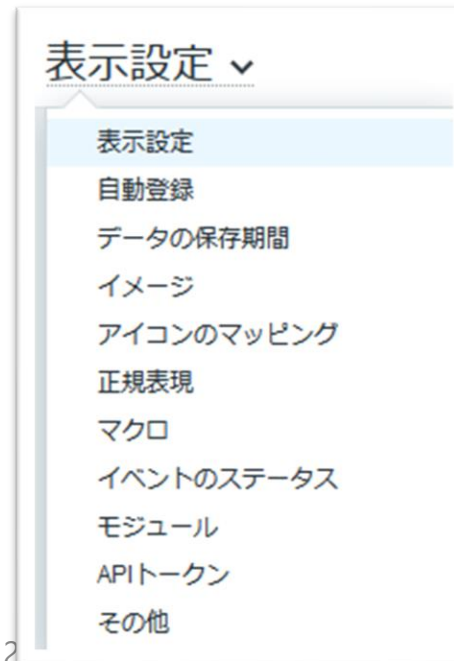 表示設定
表示設定
自動登録
データの保存期間
イメージ
アイコンのマッピング
正規表現
マクロ
イベントのステータス
モジュール
APIトークン
その他
2